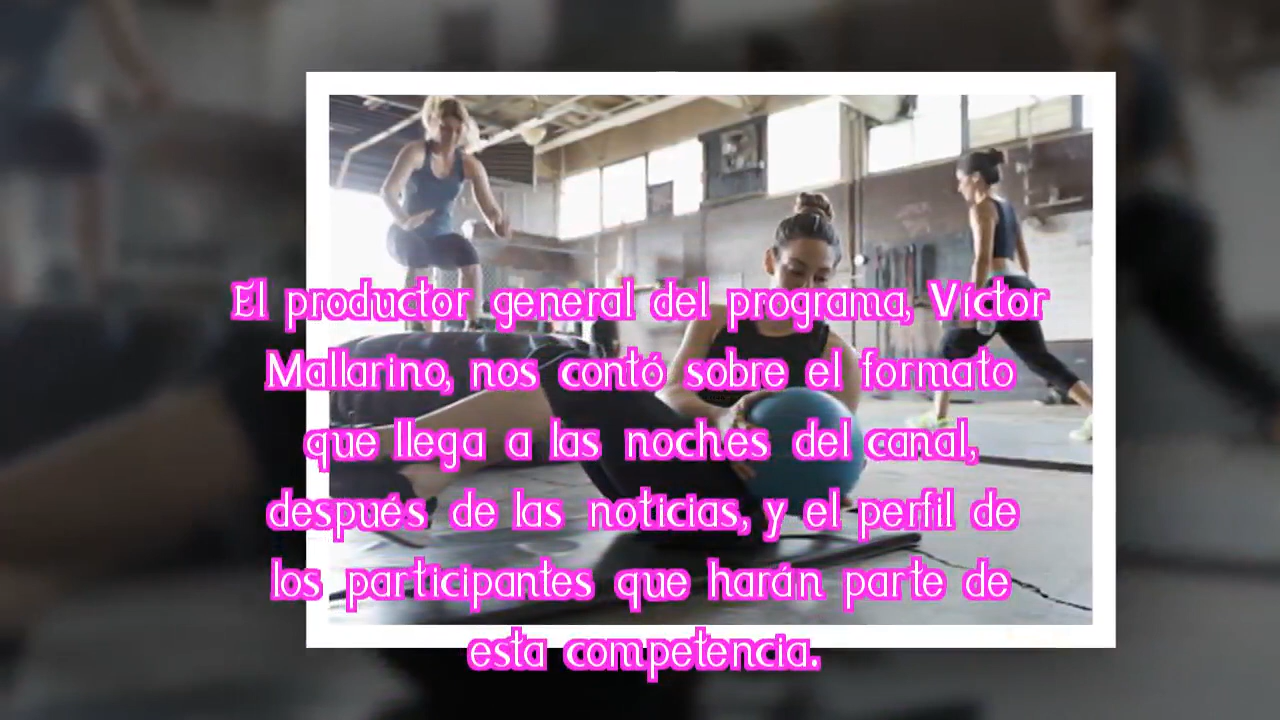 El productor general del programa, Víctor
Mallarino, nos contó sobre el formato
que llega a las noches del canal,
después de las noticias, y el perfil de
los participantes que harán parte de
esta competencia.